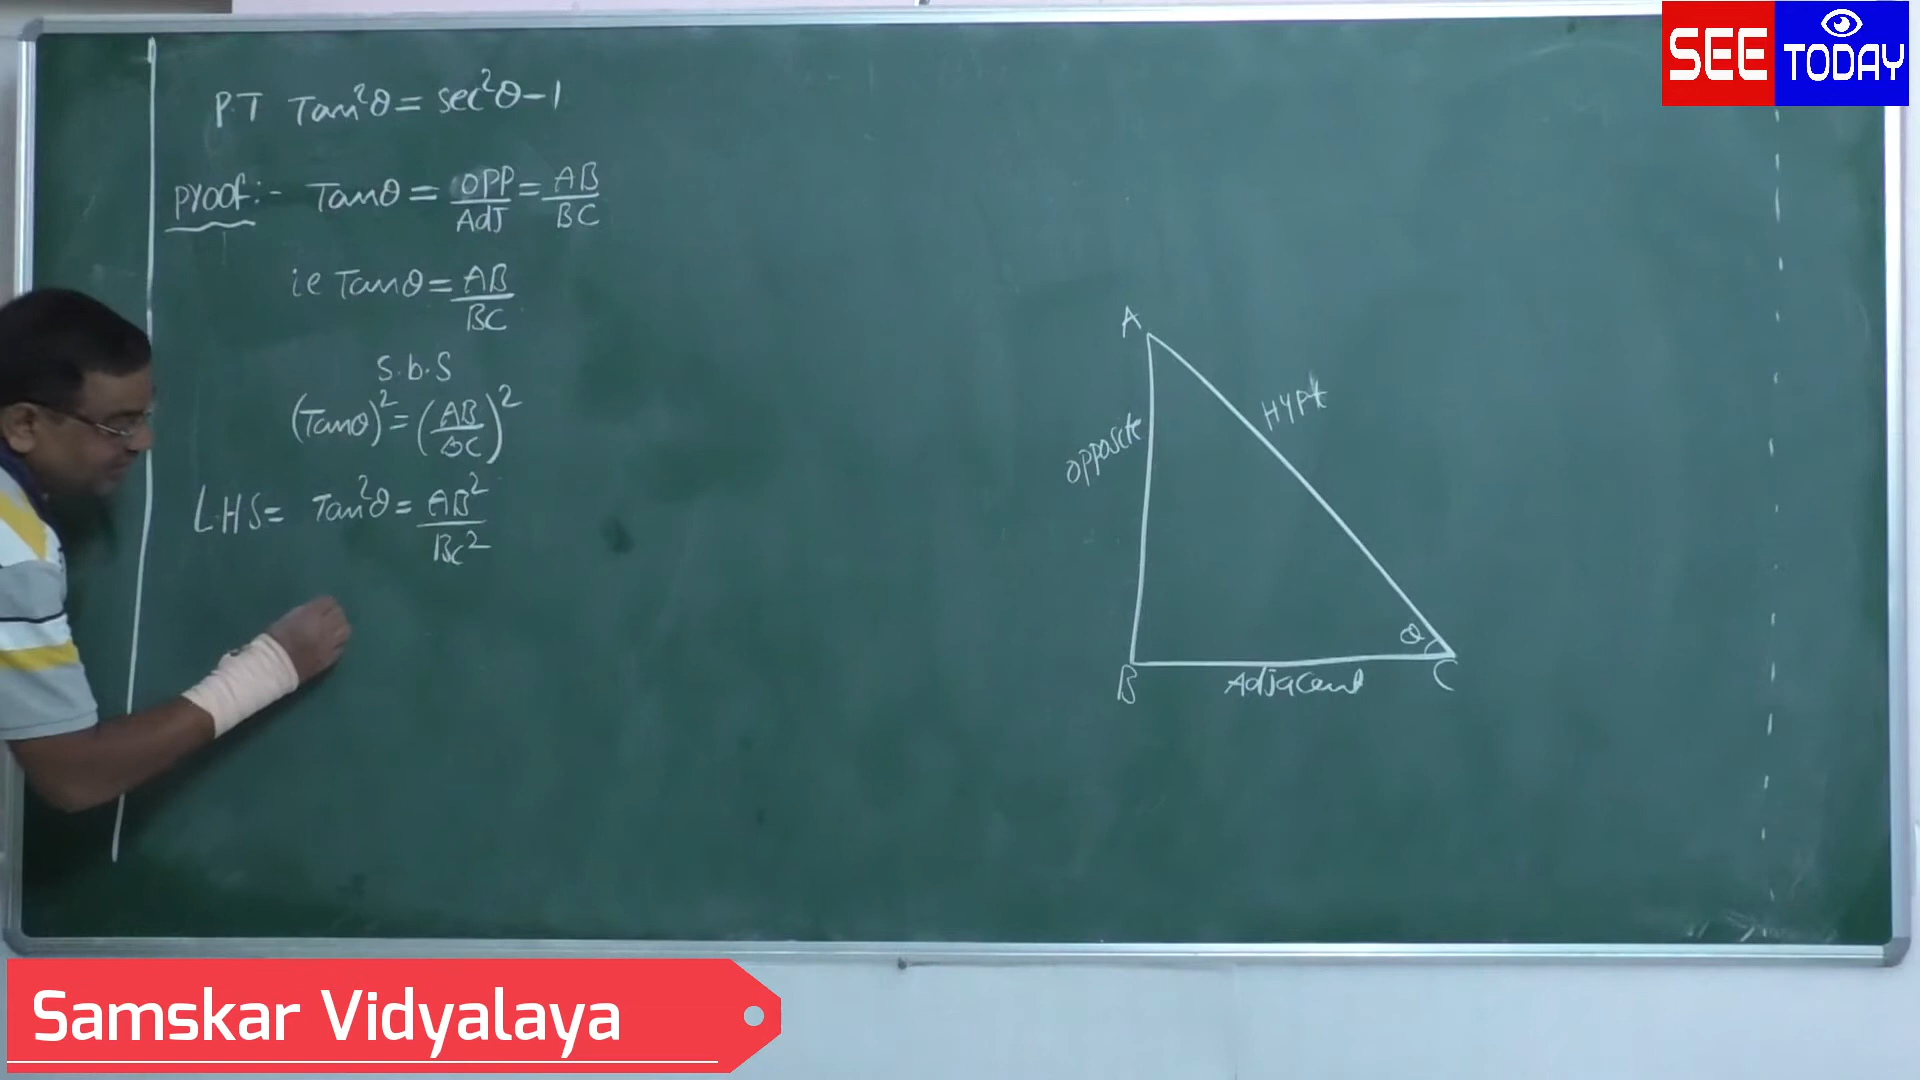 SEE TODAY
P.T Tan²θ = sec²θ-1
Proof:- Tanθ = OPP/AdJ = AB/BC
ie Tanθ = AB/BC
S.b.S
(Tanθ)² = (AB/BC)²
LHS= Tan²θ = AB²/BC²
A
opposite
HYPt
θ
B
Adjacent
C
Samskar Vidyalaya